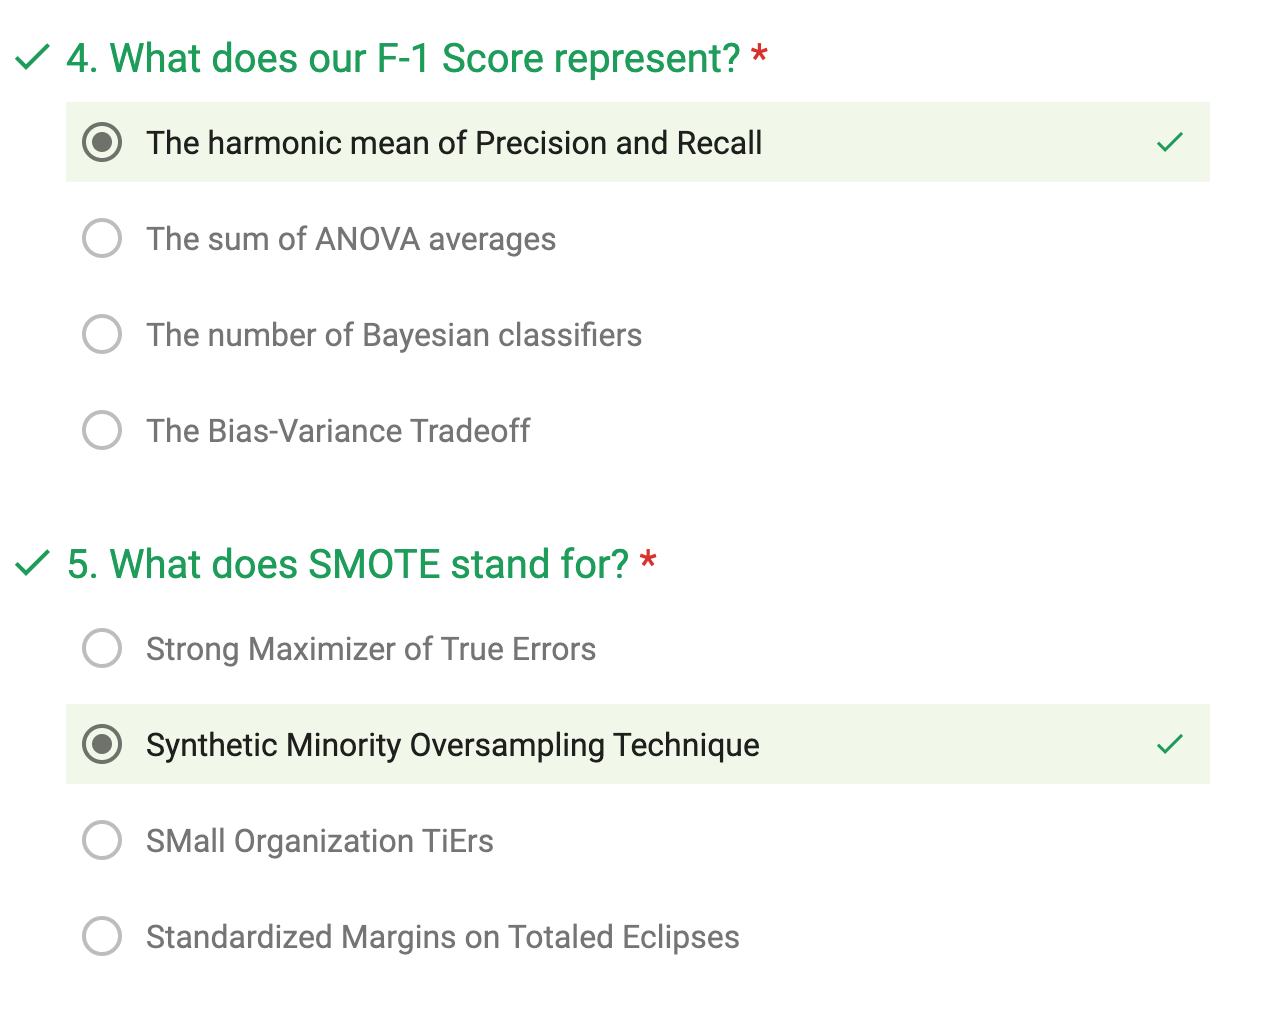 4. What does our F-1 Score represent? *
The harmonic mean of Precision and Recall
The sum of ANOVA averages
The number of Bayesian classifiers
The Bias-Variance Tradeoff
5. What does SMOTE stand for? *
Strong Maximizer of True Errors
Synthetic Minority Oversampling Technique
SMall Organization TiErs
Standardized Margins on Totaled Eclipses